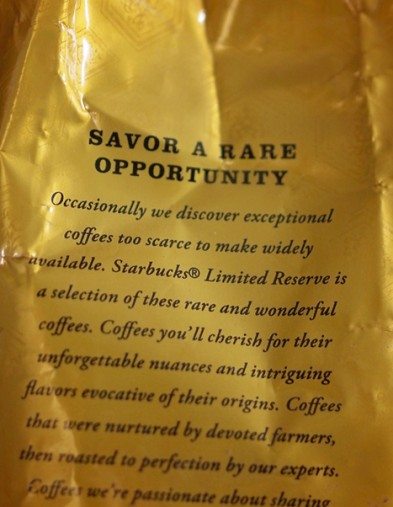 SAVOR A RARE
OPPORTUNITY
Occasionally we discover exceptional
coffees too scarce to make widely
available. Starbucks® Limited Reserve is
a selection of these rare and wonderful
coffees. Coffees you'll cherish for their
unforgettable nuances and intriguing
flavors evocative of their origins. Coffees
that were nurtured by devoted farmers,
then roasted to perfection by our experts.
Coffees we're passionate about sharing